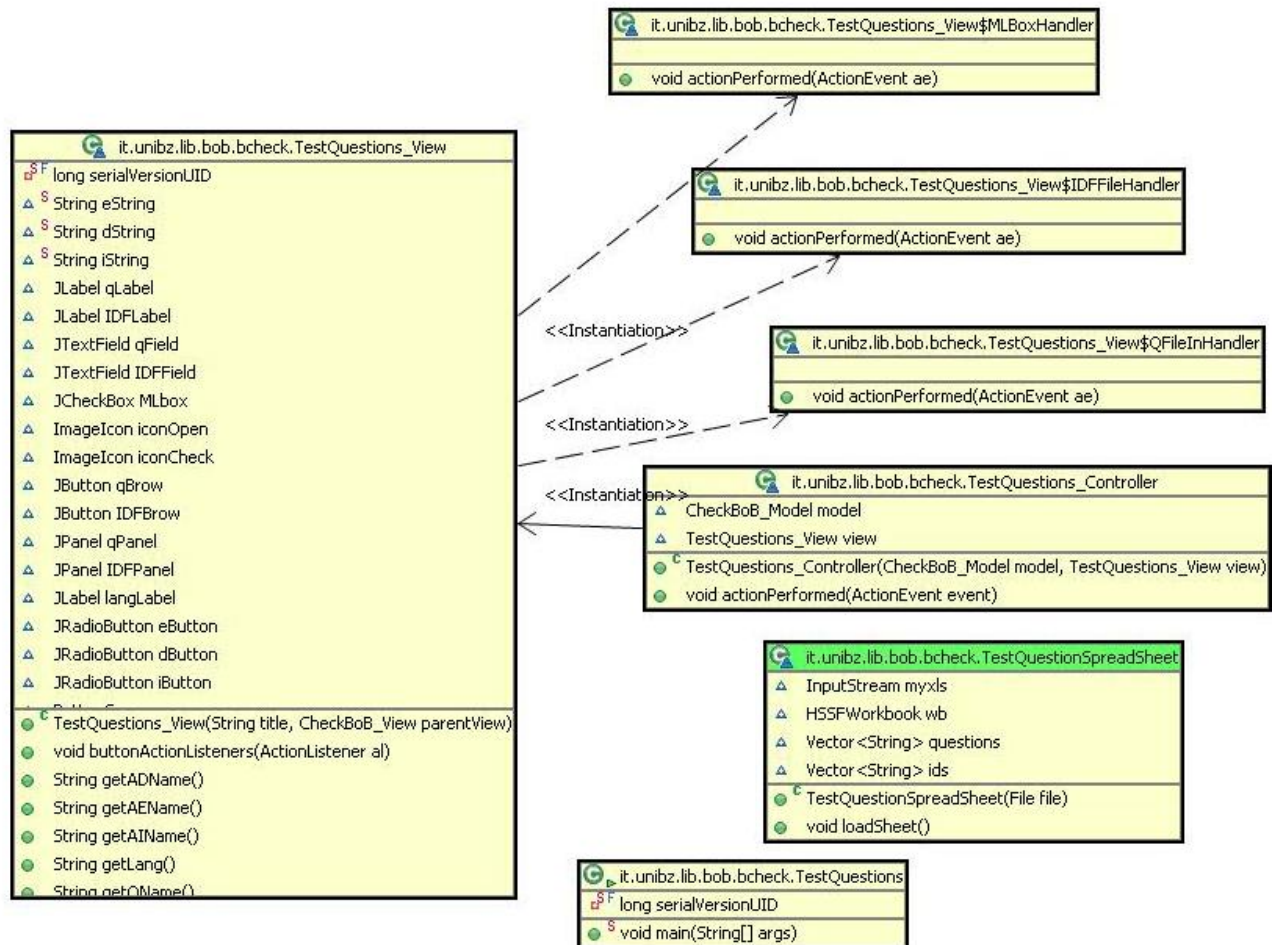 it.unibz.lib.bob.bcheck.TestQuestions_View$MLBoxHandler
void actionPerformed(ActionEvent ae)
it.unibz.lib.bob.bcheck.TestQuestions_View
SF long serialVersionUID
S String eString
S String dString
S String iString
JLabel qLabel
JLabel IDFLabel
JTextField qField
JTextField IDFField
JCheckBox MLbox
ImageIcon iconOpen
ImageIcon iconCheck
JButton qBrow
JButton IDFBrow
JPanel qPanel
JPanel IDFPanel
JLabel langLabel
JRadioButton eButton
JRadioButton dButton
JRadioButton iButton
C TestQuestions_View(String title, CheckBoB_View parentView)
void buttonActionListeners(ActionListener al)
String getADName()
String getAEName()
String getAIName()
String getLang()
String getQName()
it.unibz.lib.bob.bcheck.TestQuestions_View$IDFFileHandler
void actionPerformed(ActionEvent ae)
<<Instantiation>>
it.unibz.lib.bob.bcheck.TestQuestions_View$QFileInHandler
void actionPerformed(ActionEvent ae)
<<Instantiation>>
<<Instantiation>>
it.unibz.lib.bob.bcheck.TestQuestions_Controller
CheckBoB_Model model
TestQuestions_View view
C TestQuestions_Controller(CheckBoB_Model model, TestQuestions_View view)
void actionPerformed(ActionEvent event)
it.unibz.lib.bob.bcheck.TestQuestionSpreadSheet
InputStream myxls
HSSFWorkbook wb
Vector<String> questions
Vector<String> ids
C TestQuestionSpreadSheet(File file)
void loadSheet()
it.unibz.lib.bob.bcheck.TestQuestions
SF long serialVersionUID
S void main(String[] args)